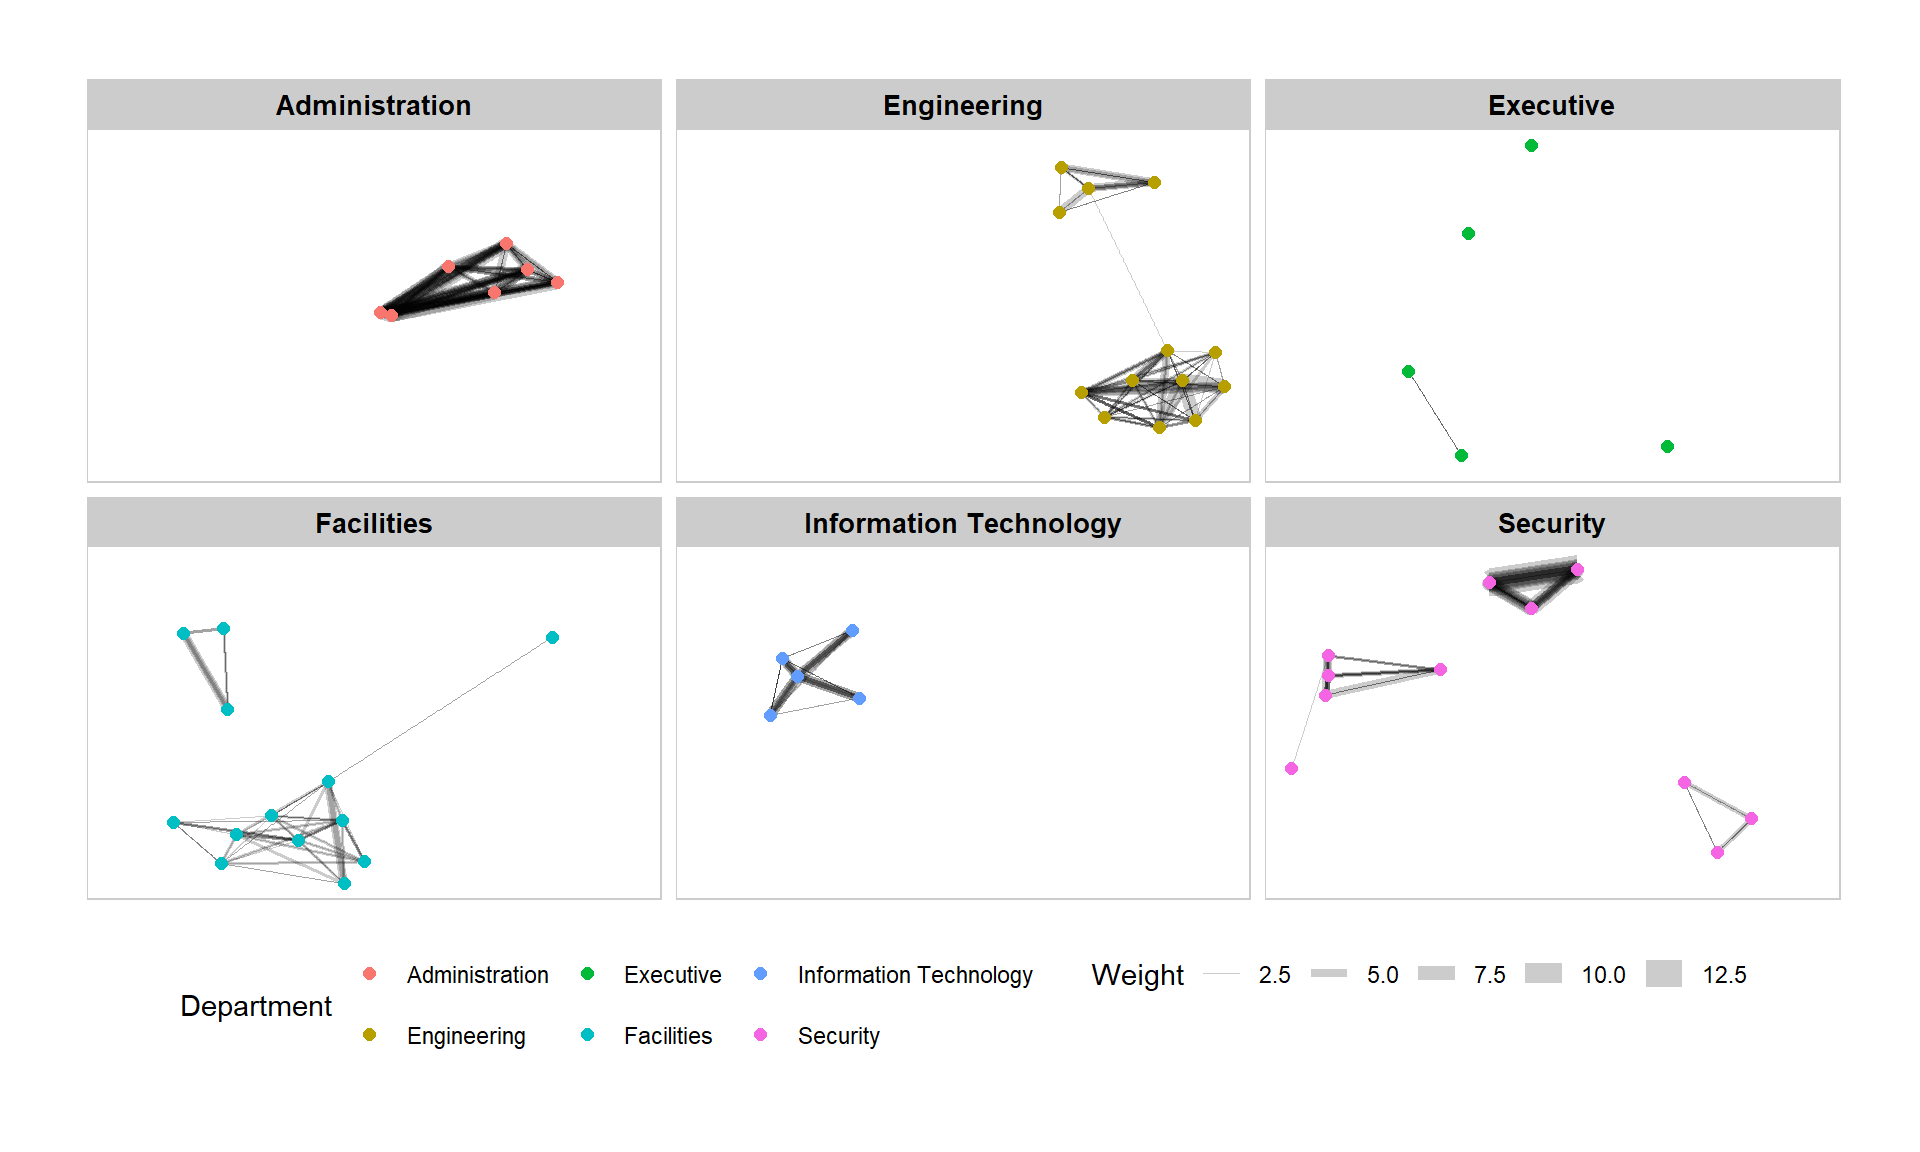 Administration
Engineering
Executive
Facilities
Information Technology
Security
Department
Administration
Executive
Information Technology
Engineering
Facilities
Security
Weight
2.5
5.0
7.5
10.0
12.5